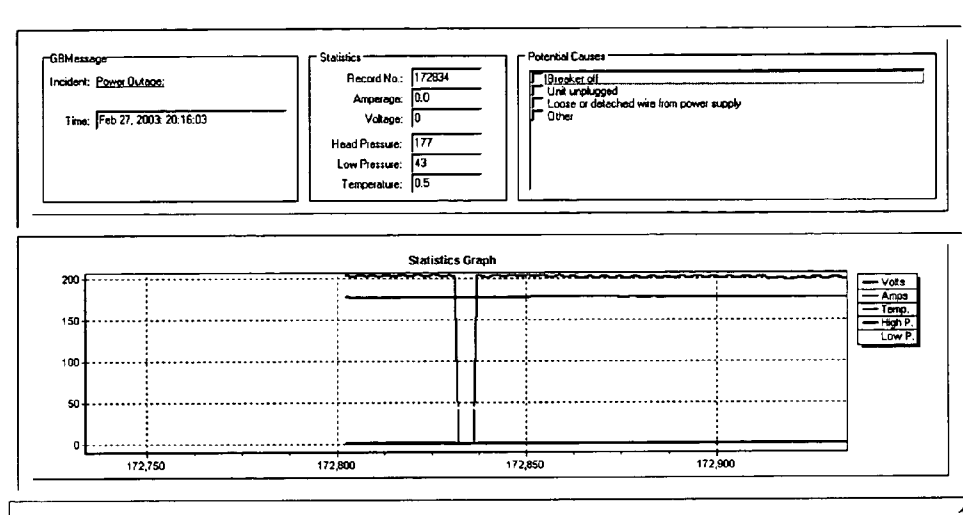 GBMessage
Incident: Power Outage:
Time: Feb 27, 2003: 20:16:03
Statistics
Record No.: 172834
Amperage: 0.0
Voltage: 0
Head Pressure: 177
Low Pressure: 43
Temperature: 0.5
Potential Causes
Breaker off
Unit unplugged
Loose or detached wire from power supply
Other
Statistics Graph
200
150
100
50
0
172,750 172,800 172,850 172,900
Volts
Amps
Temp.
High P.
Low P.